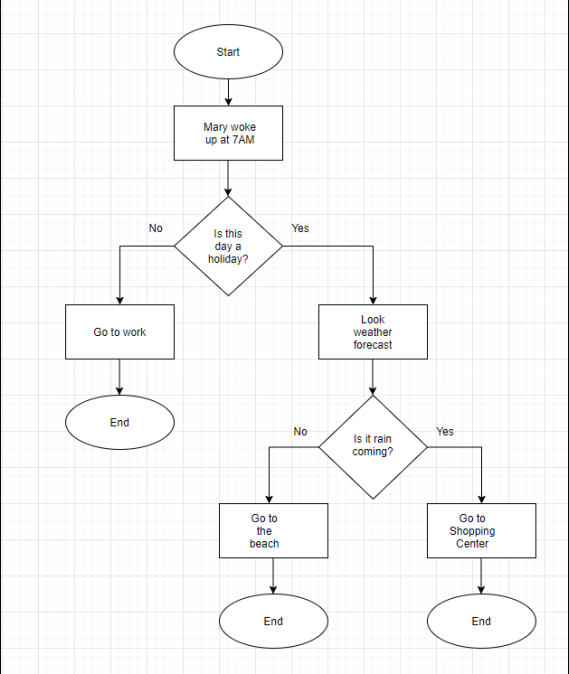 Start
Mary woke
up at 7AM
No
Yes
Is this
day a
holiday?
Go to work
Look
weather
forecast
End
No
Yes
Is it rain
coming?
Go to
the
beach
Go to
Shopping
Center
End
End